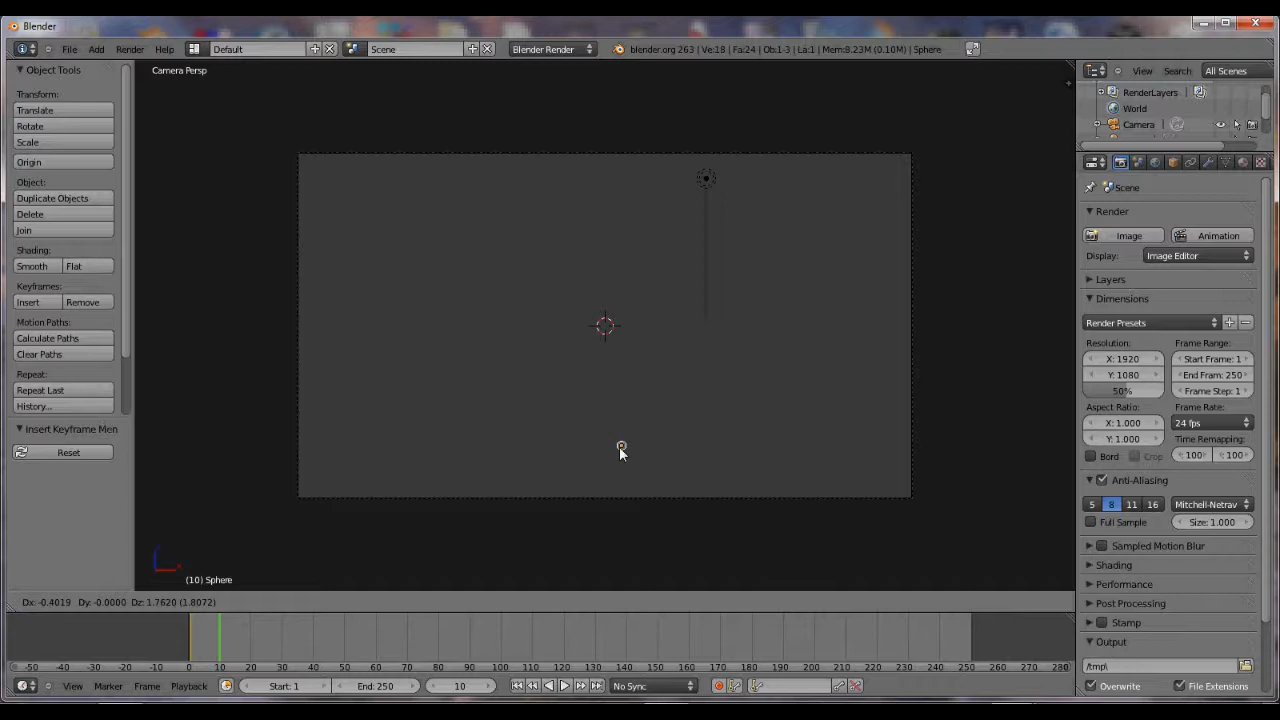 Blender
File Add Render Help Default Scene Blender Render blender.org 263 | Ve:18 | Fa:24 | Ob:1-3 | La:1 | Mem:8.23M (0.10M) | Sphere
Object Tools
Transform:
Translate
Rotate
Scale
Origin
Object:
Duplicate Objects
Delete
Join
Shading:
Smooth Flat
Keyframes:
Insert Remove
Motion Paths:
Calculate Paths
Clear Paths
Repeat:
Repeat Last
History...
Insert Keyframe Men
Reset
Camera Persp
(10) Sphere
Dx: -0.4019 Dy: -0.0000 Dz: 1.7620 (1.8072)
-50 -40 -30 -20 -10 0 10 20 30 40 50 60 70 80 90 100 110 120 130 140 150 160 170 180 190 200 210 220 230 240 250 260 270 280
View Marker Frame Playback Start: 1 End: 250 10 No Sync
View Search All Scenes
RenderLayers
World
Camera
Scene
Render
Image Animation
Display: Image Editor
Layers
Dimensions
Render Presets
Resolution: Frame Range:
X: 1920 Start Frame: 1
Y: 1080 End Fram: 250
50% Frame Step: 1
Aspect Ratio: Frame Rate:
X: 1.000 24 fps
Y: 1.000 Time Remapping:
Bord Crop : 100 : 100
Anti-Aliasing
5 8 11 16 Mitchell-Netrav
Full Sample Size: 1.000
Sampled Motion Blur
Shading
Performance
Post Processing
Stamp
Output
/tmp\
Overwrite File Extensions